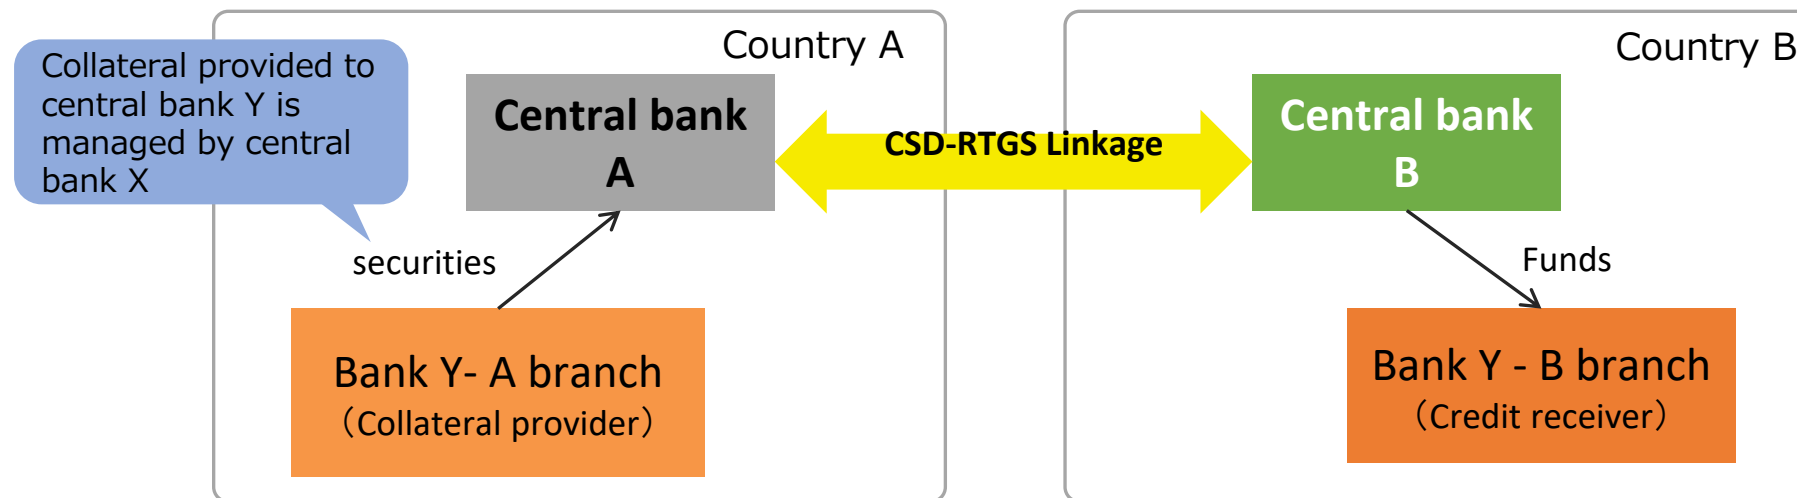 Country A
Country B
Collateral provided to
central bank Y is
managed by central
bank X
Central bank
A
CSD-RTGS Linkage
Central bank
B
securities
Funds
Bank Y- A branch
（Collateral provider）
Bank Y - B branch
（Credit receiver）